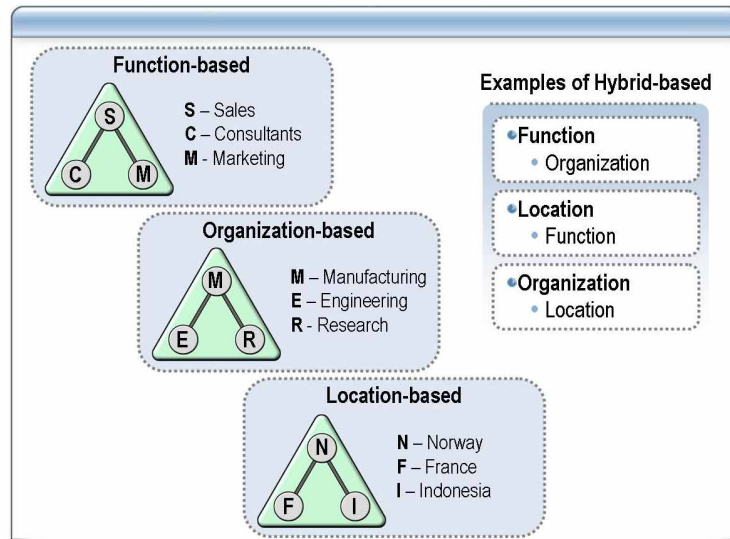 Function-based
S
C
M
S – Sales
C – Consultants
M - Marketing
Organization-based
M
E
R
M – Manufacturing
E – Engineering
R - Research
Location-based
N
F
I
N – Norway
F – France
I – Indonesia
Examples of Hybrid-based
Function
Organization
Location
Function
Organization
Location